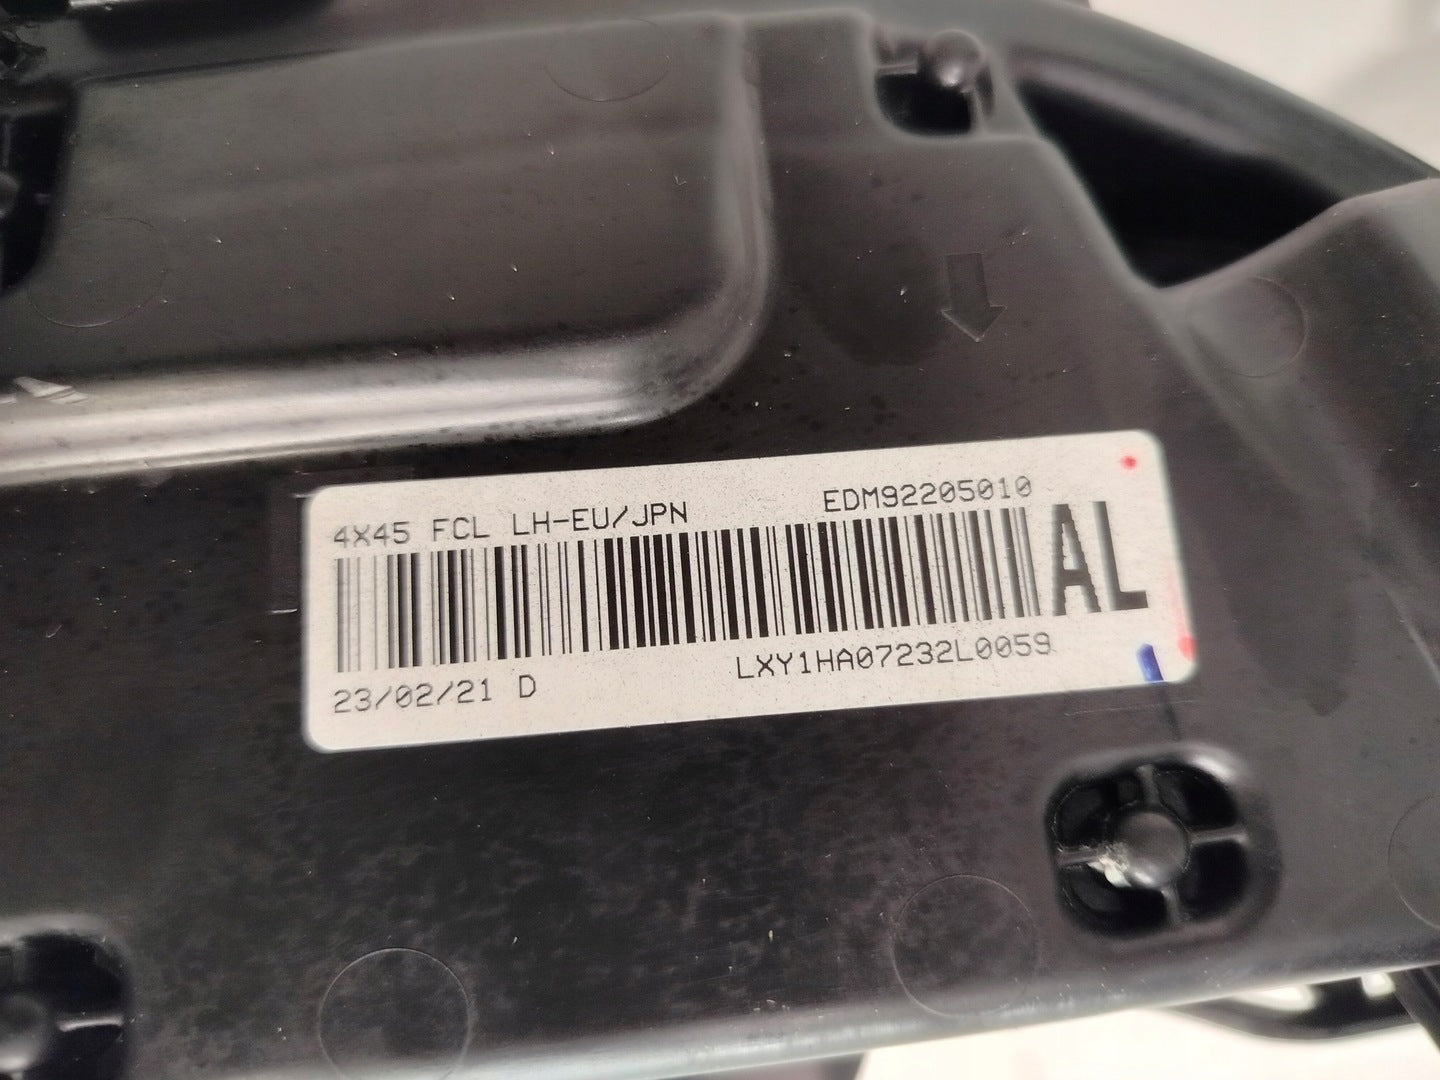 4X45 FCL LH-EU/JPN EDM92205010
AL
23/02/21 D LXY1HA07232L0059